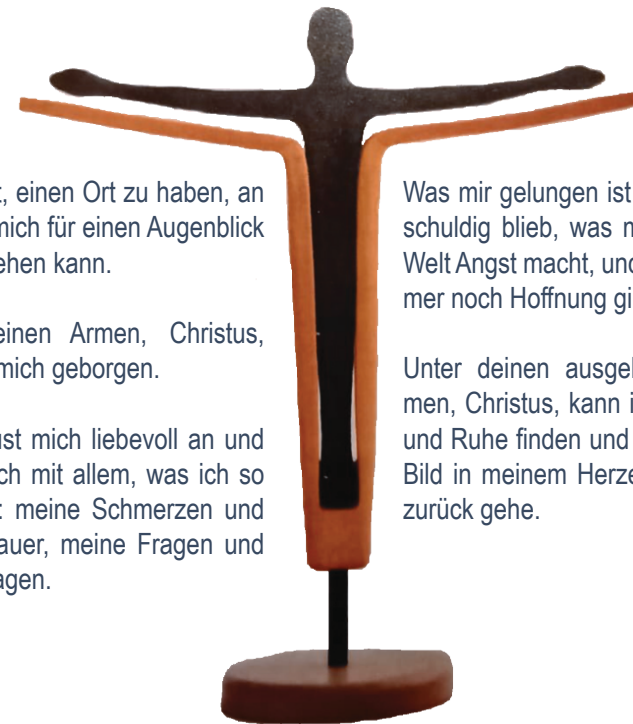 , einen Ort zu haben, an
mich für einen Augenblick
ehen kann.
einen Armen, Christus,
mich geborgen.
ust mich liebevoll an und
ch mit allem, was ich so
: meine Schmerzen und
auer, meine Fragen und
agen.
Was mir gelungen ist
schuldig blieb, was m
Welt Angst macht, und
mer noch Hoffnung gi
Unter deinen ausgel
men, Christus, kann i
und Ruhe finden und
Bild in meinem Herze
zurück gehe.